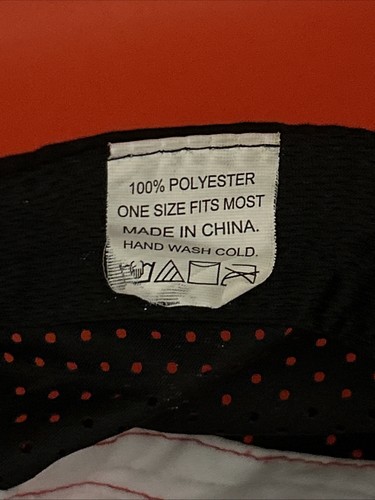 100% POLYESTER
ONE SIZE FITS MOST
MADE IN CHINA.
HAND WASH COLD.